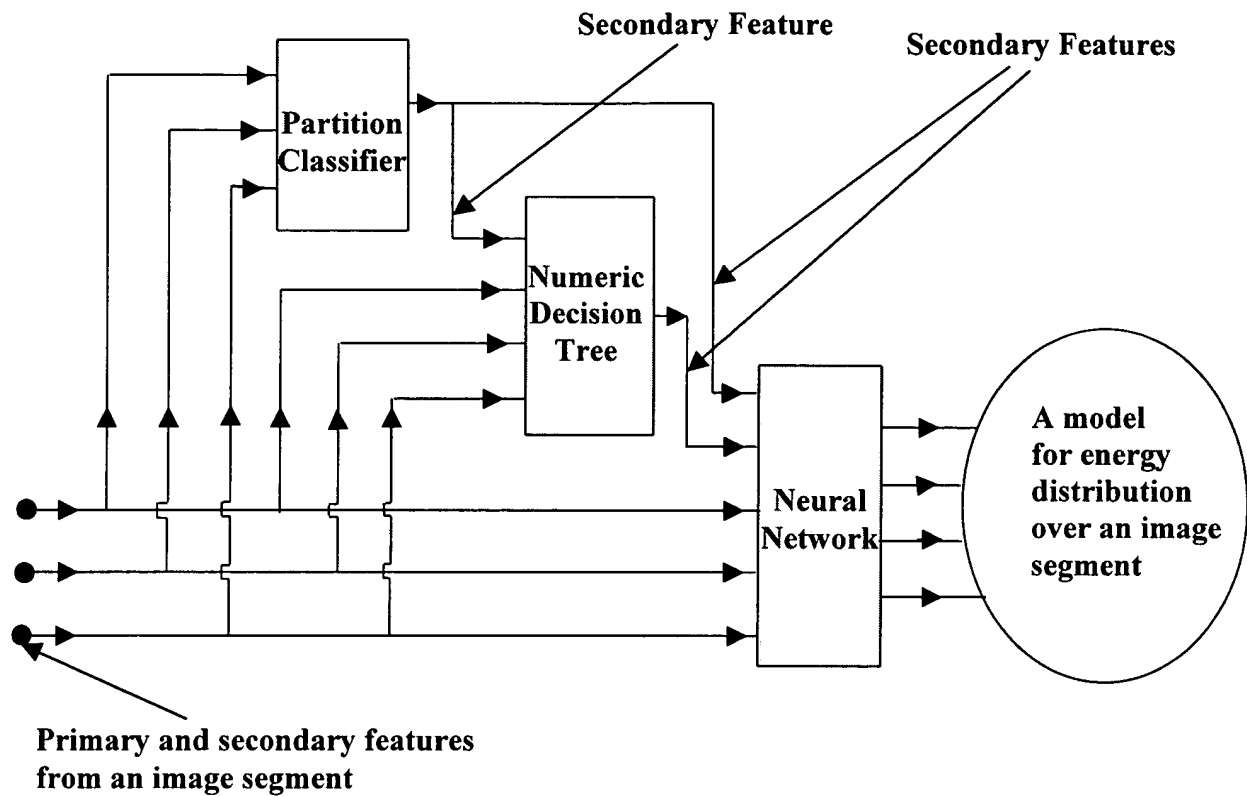 Secondary Feature
Secondary Features
Partition
Classifier
Numeric
Decision
Tree
Neural
Network
A model
for energy
distribution
over an image
segment
Primary and secondary features
from an image segment